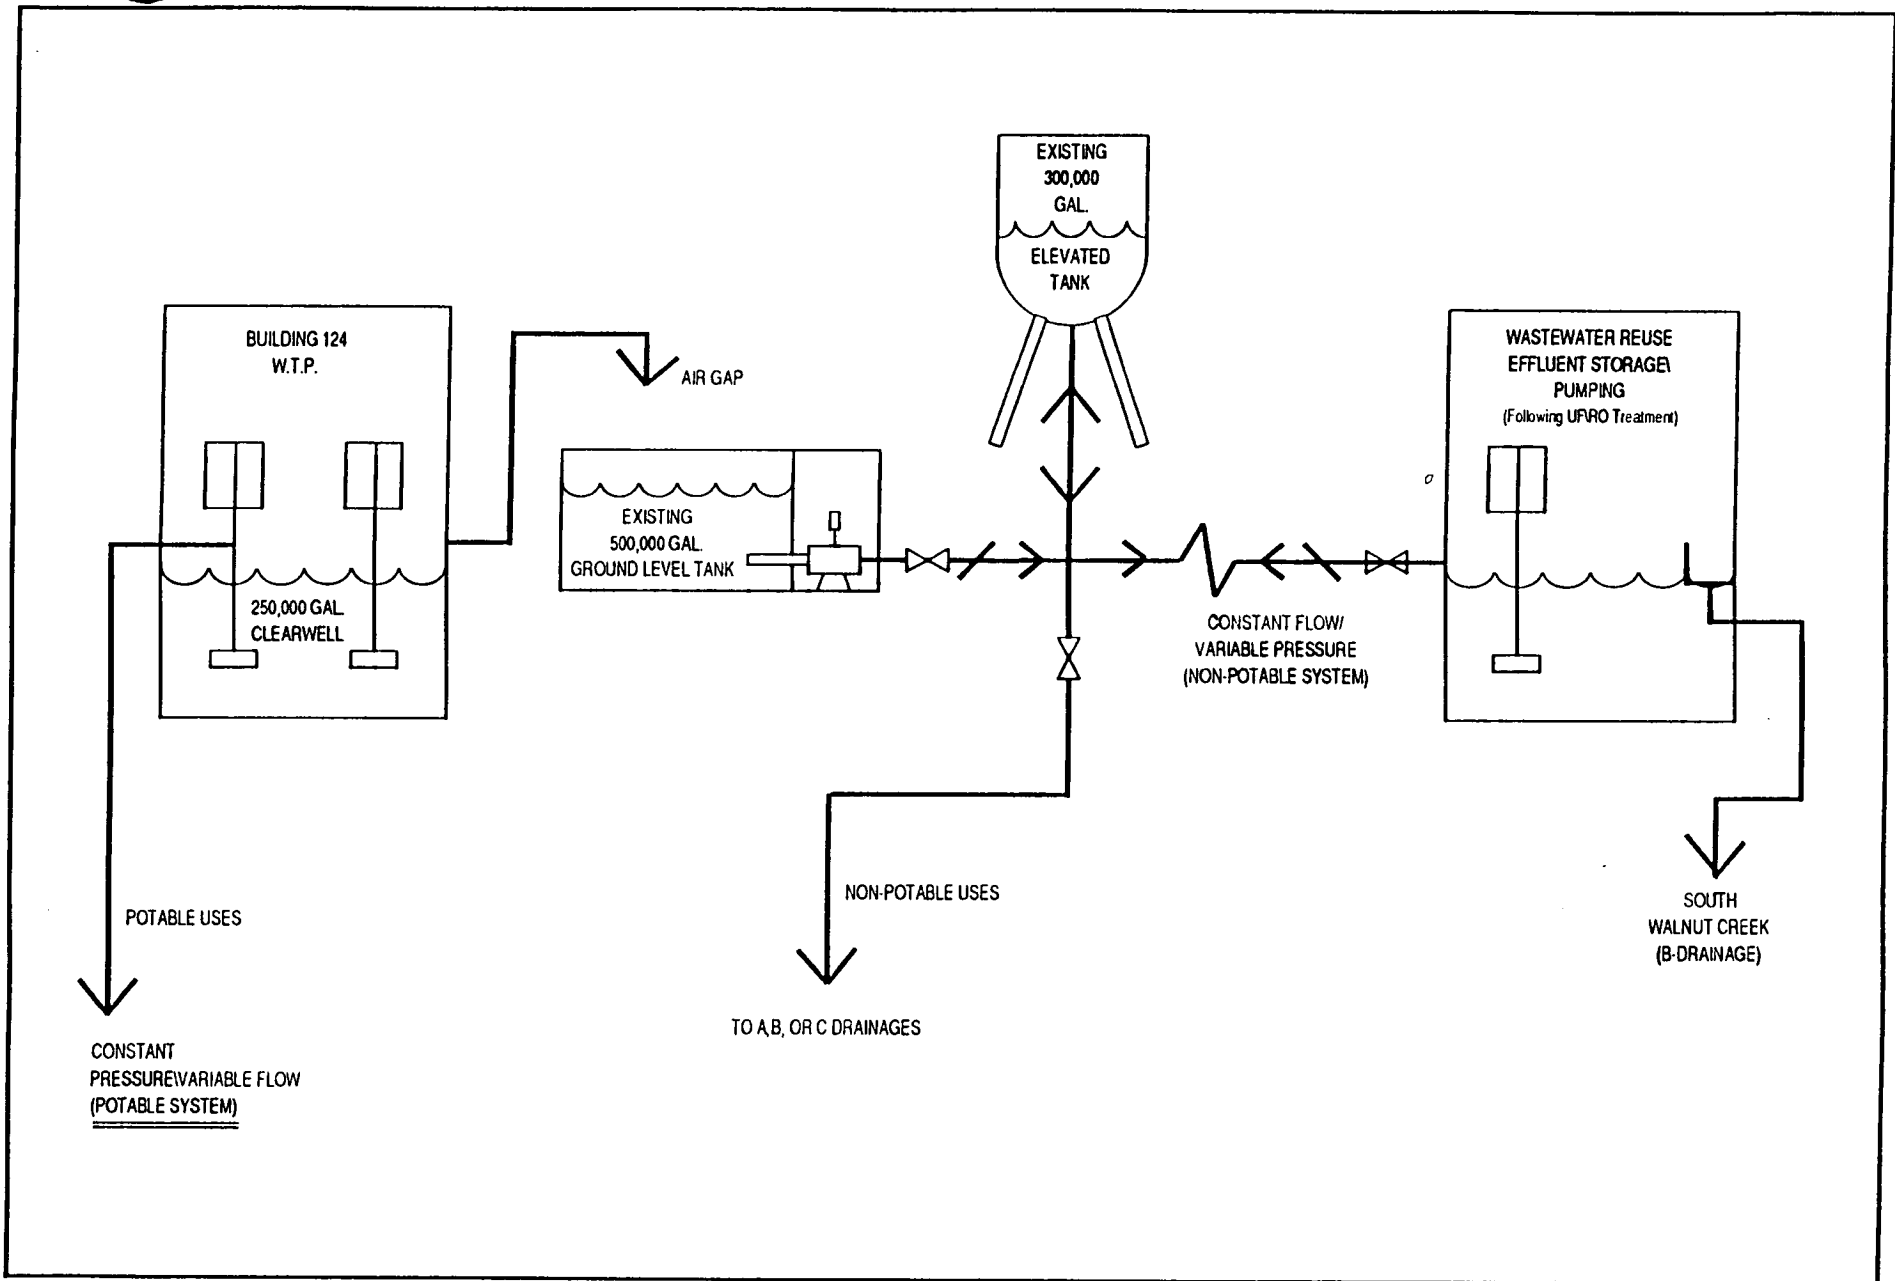 EXISTING
300,000
GAL.
ELEVATED
TANK
BUILDING 124
W.T.P.
250,000 GAL.
CLEARWELL
AIR GAP
EXISTING
500,000 GAL.
GROUND LEVEL TANK
WASTEWATER REUSE
EFFLUENT STORAGE\
PUMPING
(Following UF\RO Treatment)
CONSTANT FLOW/
VARIABLE PRESSURE
(NON-POTABLE SYSTEM)
POTABLE USES
NON-POTABLE USES
SOUTH
WALNUT CREEK
(B-DRAINAGE)
TO A,B, OR C DRAINAGES
CONSTANT
PRESSURE\VARIABLE FLOW
(POTABLE SYSTEM)